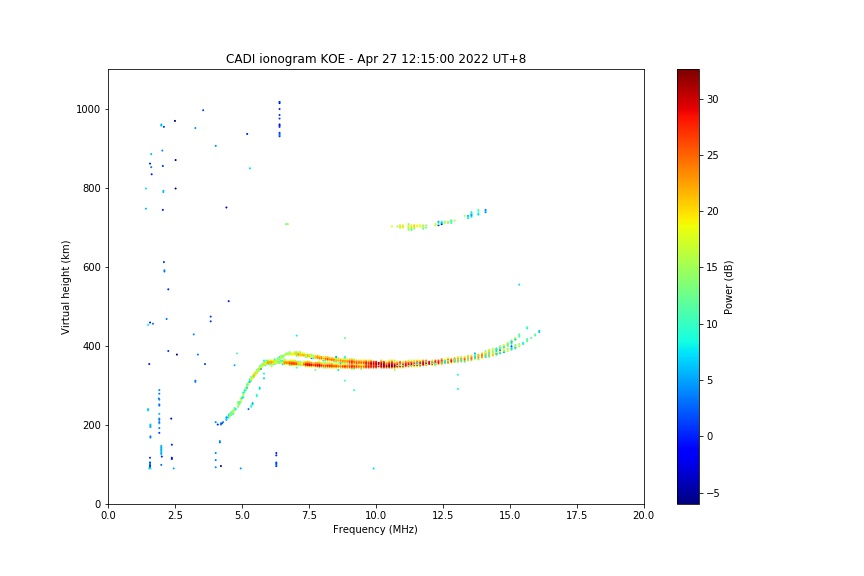 CADI ionogram KOE - Apr 27 12:15:00 2022 UT+8
1000
800
600
400
200
0
Virtual height (km)
0.0 2.5 5.0 7.5 10.0 12.5 15.0 17.5 20.0
Frequency (MHz)
30
25
20
15
10
5
0
−5
Power (dB)